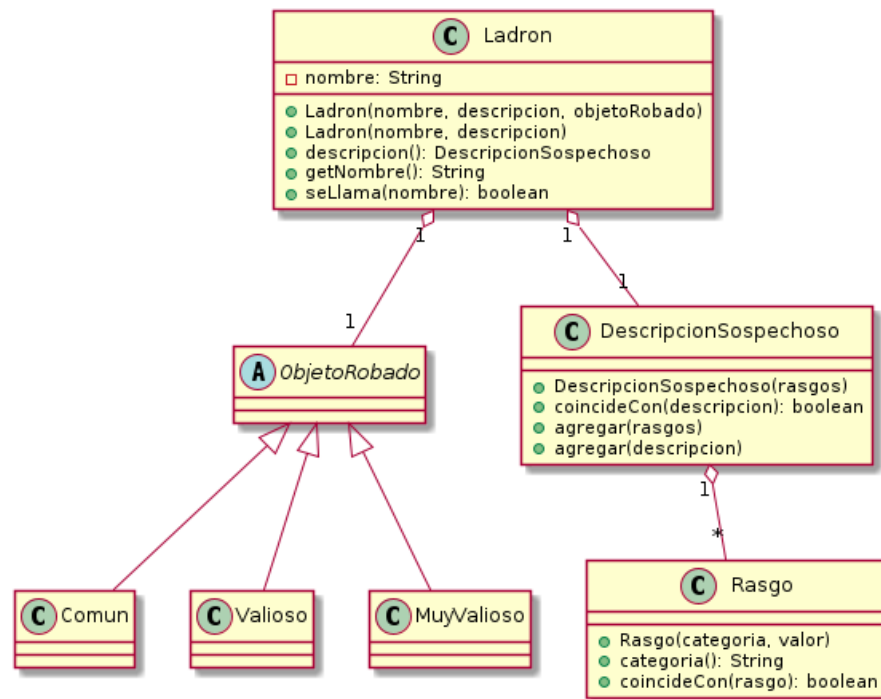 C Ladron
nombre: String
Ladron(nombre, descripcion, objetoRobado)
Ladron(nombre, descripcion)
descripcion(): DescripcionSospechoso
getNombre(): String
seLlama(nombre): boolean
1
1
1
1
A ObjetoRobado
C DescripcionSospechoso
DescripcionSospechoso(rasgos)
coincideCon(descripcion): boolean
agregar(rasgos)
agregar(descripcion)
1
*
C Comun
C Valioso
C MuyValioso
C Rasgo
Rasgo(categoria, valor)
categoria(): String
coincideCon(rasgo): boolean